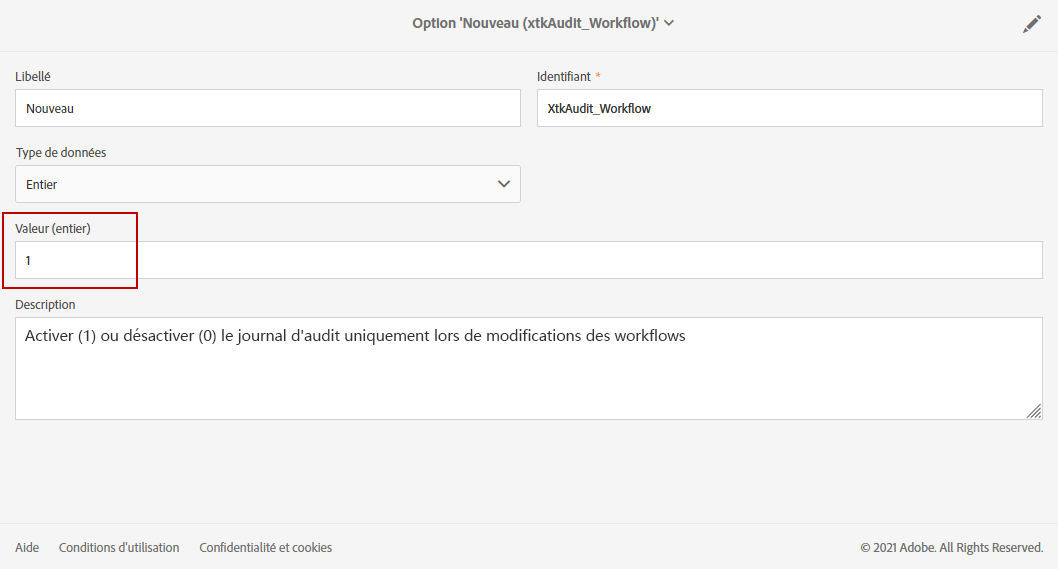 Option 'Nouveau (xtkAudit_Workflow)'
Libellé
Identifiant *
Nouveau
XtkAudit_Workflow
Type de données
Entier
Valeur (entier)
1
Description
Activer (1) ou désactiver (0) le journal d'audit uniquement lors de modifications des workflows
Aide
Conditions d'utilisation
Confidentialité et cookies
© 2021 Adobe. All Rights Reserved.